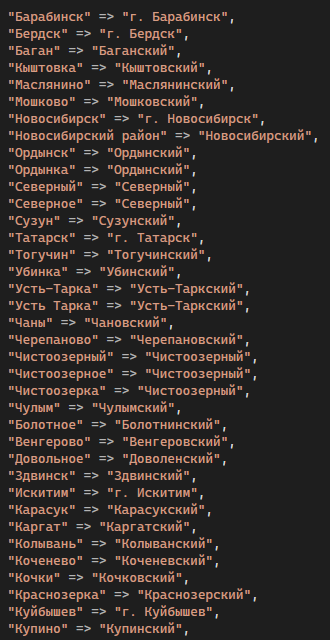 "Барабинск" => "г. Барабинск",
"Бердск" => "г. Бердск",
"Баган" => "Баганский",
"Кыштовка" => "Кыштовский",
"Маслянино" => "Маслянинский",
"Мошково" => "Мошковский",
"Новосибирск" => "г. Новосибирск",
"Новосибирский район" => "Новосибирский",
"Ордынск" => "Ордынский",
"Ордынка" => "Ордынский",
"Северный" => "Северный",
"Северное" => "Северный",
"Сузун" => "Сузунский",
"Татарск" => "г. Татарск",
"Тогучин" => "Тогучинский",
"Убинка" => "Убинский",
"Усть-Тарка" => "Усть-Таркский",
"Усть Тарка" => "Усть-Таркский",
"Чаны" => "Чановский",
"Черепаново" => "Черепановский",
"Чистоозерный" => "Чистоозерный",
"Чистоозерное" => "Чистоозерный",
"Чистоозерка" => "Чистоозерный",
"Чулым" => "Чулымский",
"Болотное" => "Болотнинский",
"Венгерово" => "Венгеровский",
"Довольное" => "Доволенский",
"Здвинск" => "Здвинский",
"Искитим" => "г. Искитим",
"Карасук" => "Карасукский",
"Каргат" => "Каргатский",
"Колывань" => "Колыванский",
"Коченево" => "Коченевский",
"Кочки" => "Кочковский",
"Краснозерка" => "Краснозерский",
"Куйбышев" => "г. Куйбышев",
"Купино" => "Купинский",